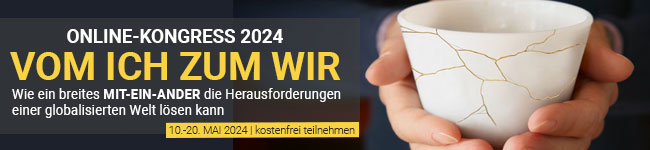 ONLINE-KONGRESS 2024
VOM ICH ZUM WIR
Wie ein breites MIT-EIN-ANDER die Herausforderungen
einer globalisierten Welt lösen kann
10.-20. MAI 2024 | kostenfrei teilnehmen